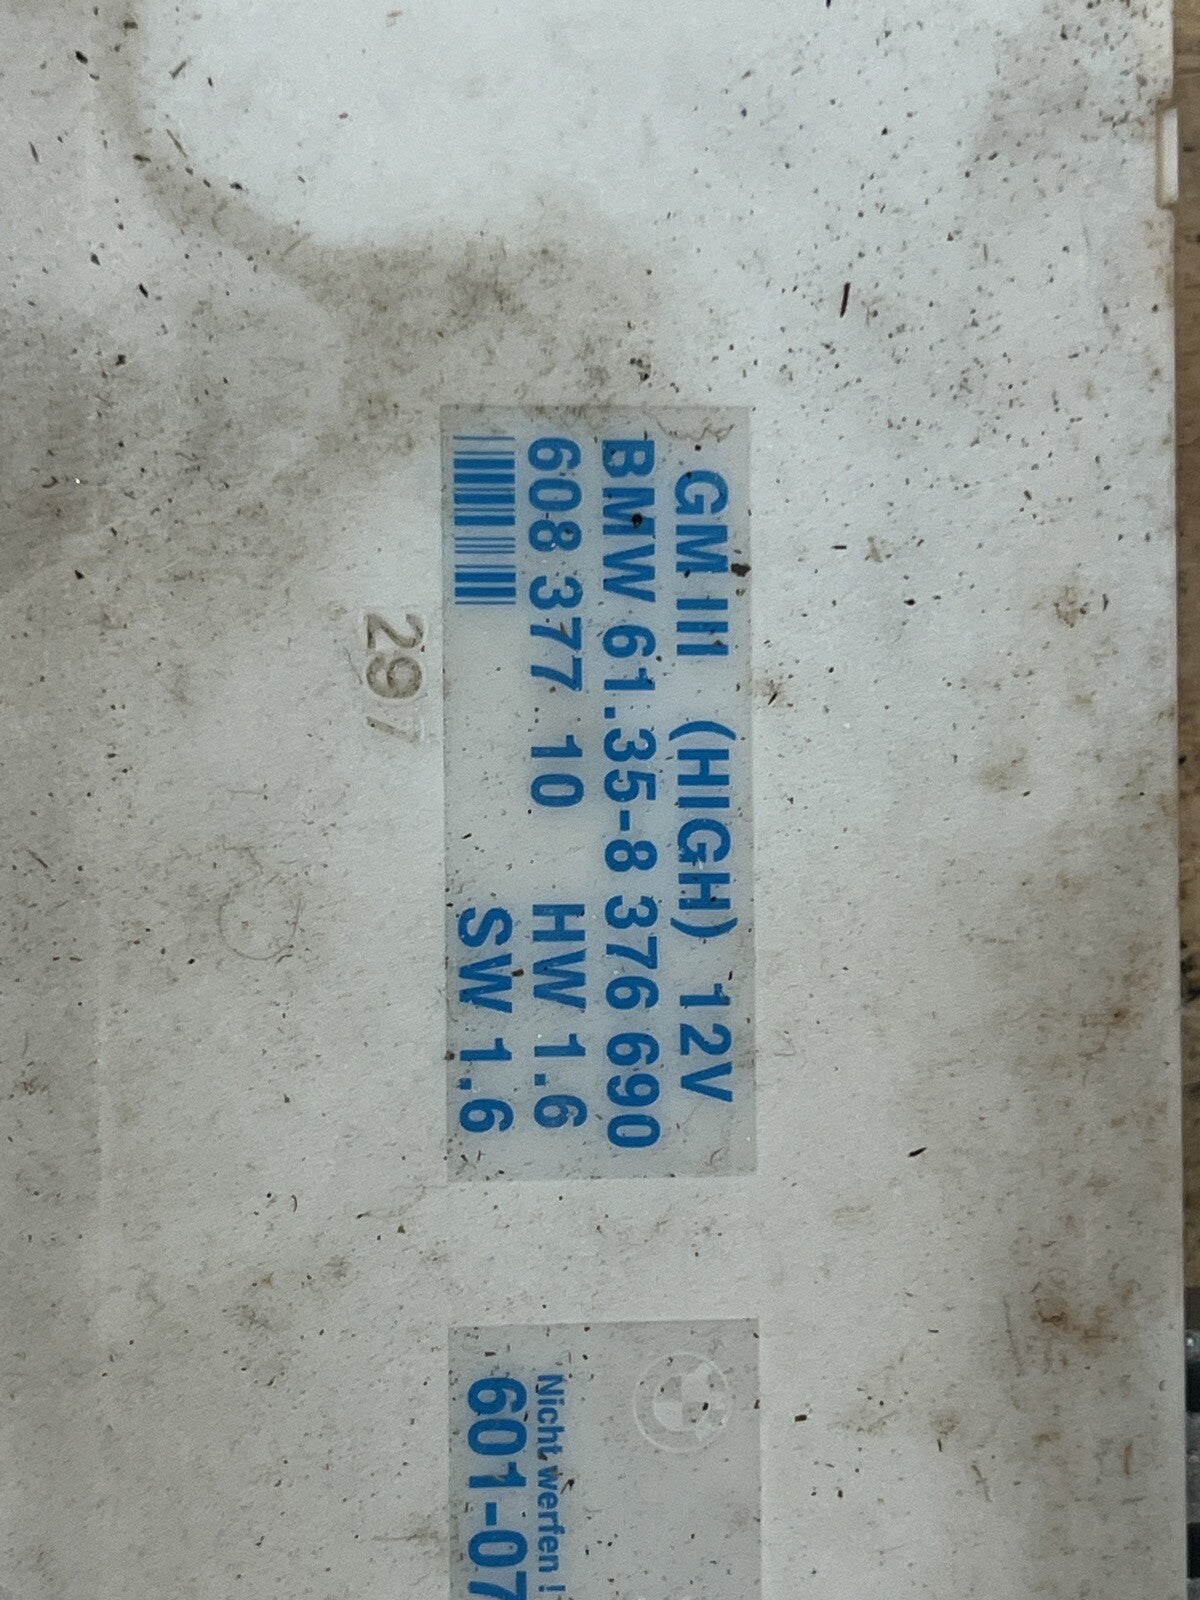 GM III (HIGH) 12V
BMW 61.35-8 376 690
608 377 10 HW 1.6
SW 1.6
297
Nicht werfen !
601-07